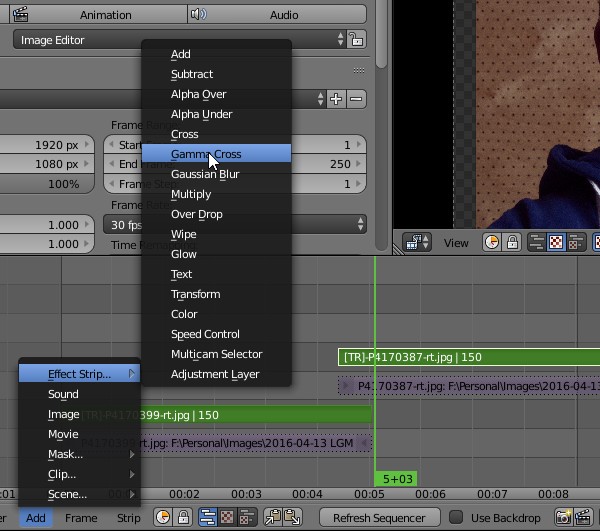 Animation Audio
Image Editor
Add
Subtract
Alpha Over
Alpha Under
Cross
Gamma Cross
Gaussian Blur
Multiply
Over Drop
Wipe
Glow
Text
Transform
Color
Speed Control
Multicam Selector
Adjustment Layer
Frame Ran
1920 px Start 1
1080 px End Frame 250
100% Frame Step 1
Frame Rate
1.000 30 fps
1.000 Time Remapping
View
[TR]-P4170387-rt.jpg | 150
P4170387-rt.jpg: F:\Personal\Images\2016-04-13
Effect Strip...
Sound
Image
Movie
Mask...
Clip...
Scene...
[TR]-P4170399-rt.jpg | 150
P4170399-rt.jpg: F:\Personal\Images\2016-04-13 LGM
5+03
:01 00:02 00:03 00:04 00:05 00:06 00:07 00:08
er Add Frame Strip Refresh Sequencer Use Backdrop